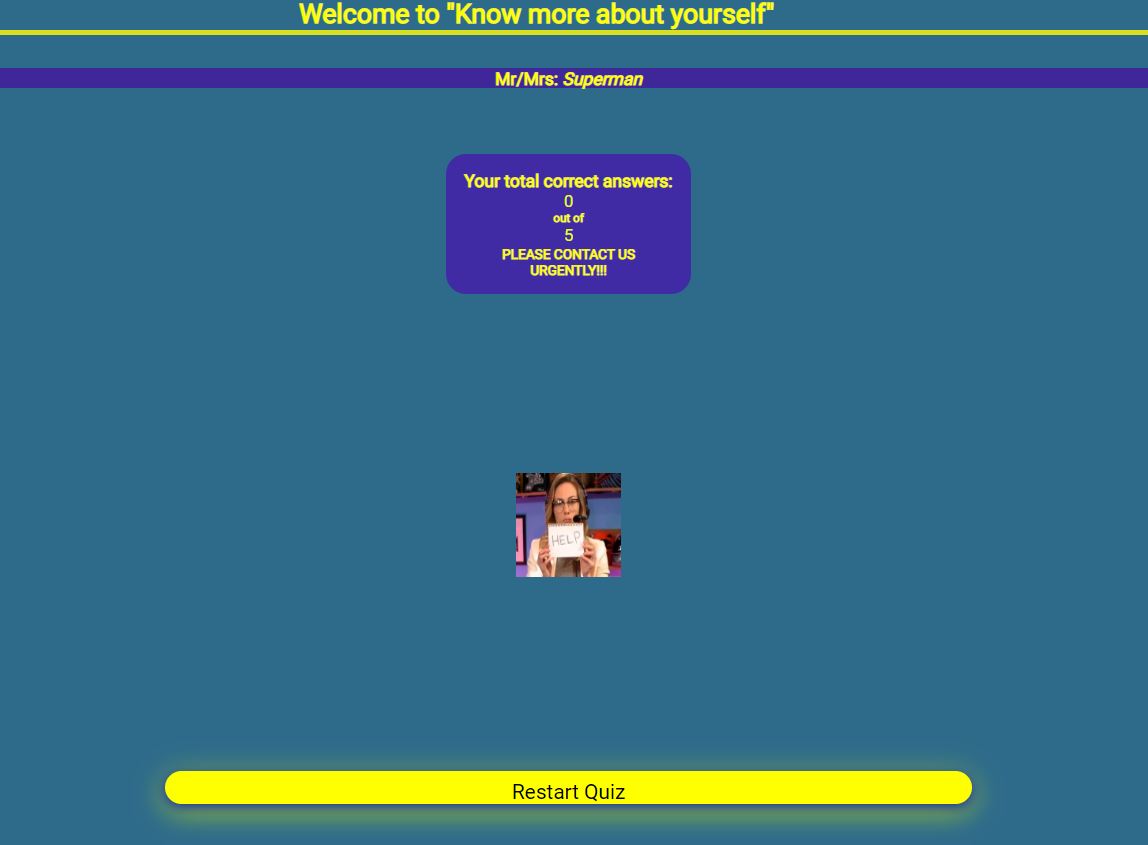 Welcome to "Know more about yourself"
Mr/Mrs: Superman
Your total correct answers:
0
out of
5
PLEASE CONTACT US
URGENTLY!!!
HELP
Restart Quiz